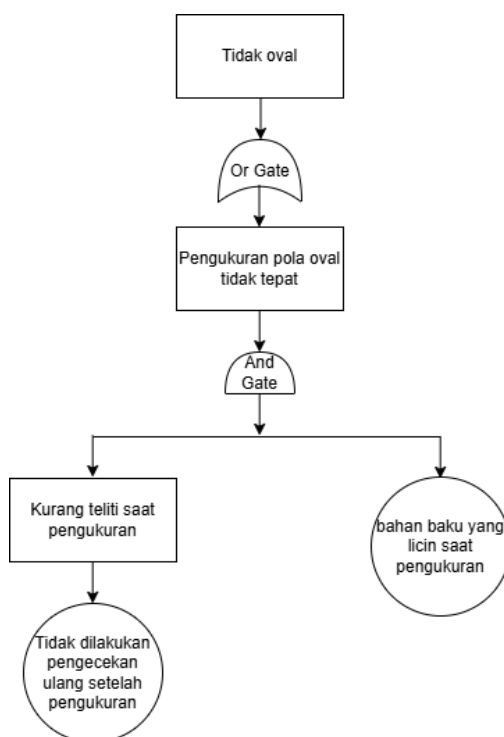 Tidak oval
Or Gate
Pengukuran pola oval
tidak tepat
And
Gate
Kurang teliti saat
pengukuran
bahan baku yang
licin saat
pengukuran
Tidak dilakukan
pengecekan
ulang setelah
pengukuran